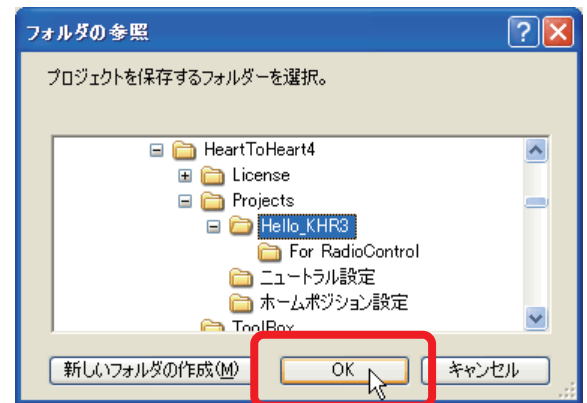 フォルダの参照
プロジェクトを保存するフォルダーを選択。
HeartToHeart4
License
Projects
Hello_KHR3
For RadioControl
ニュートラル設定
ホームポジション設定
ToolBox
新しいフォルダの作成(M) OK キャンセル